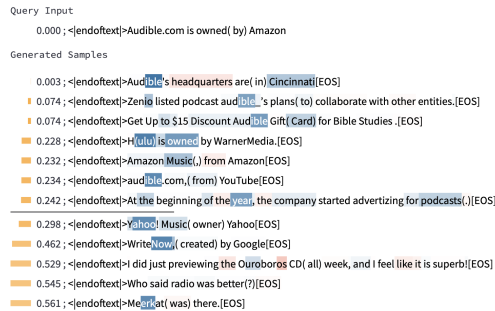 Query Input
0.000 ; <|endoftext|>Audible.com is owned( by) Amazon
Generated Samples
0.003 ; <|endoftext|>Audible's headquarters are( in) Cincinnati[EOS]
0.074 ; <|endoftext|>Zenio listed podcast audible_'s plans( to) collaborate with other entities.[EOS]
0.074 ; <|endoftext|>Get Up to $15 Discount Audible Gift( Card) for Bible Studies .[EOS]
0.228 ; <|endoftext|>H(ulu) is owned by WarnerMedia.[EOS]
0.232 ; <|endoftext|>Amazon Music(,) from Amazon[EOS]
0.234 ; <|endoftext|>audible.com,( from) YouTube[EOS]
0.242 ; <|endoftext|>At the beginning of the year, the company started advertizing for podcasts(.)[EOS]
0.298 ; <|endoftext|>Yahoo! Music( owner) Yahoo[EOS]
0.462 ; <|endoftext|>WriteNow,( created) by Google[EOS]
0.529 ; <|endoftext|>I did just previewing the Ouroboros CD( all) week, and I feel like it is superb![EOS]
0.545 ; <|endoftext|>Who said radio was better(?)[EOS]
0.561 ; <|endoftext|>Meerkat( was) there.[EOS]